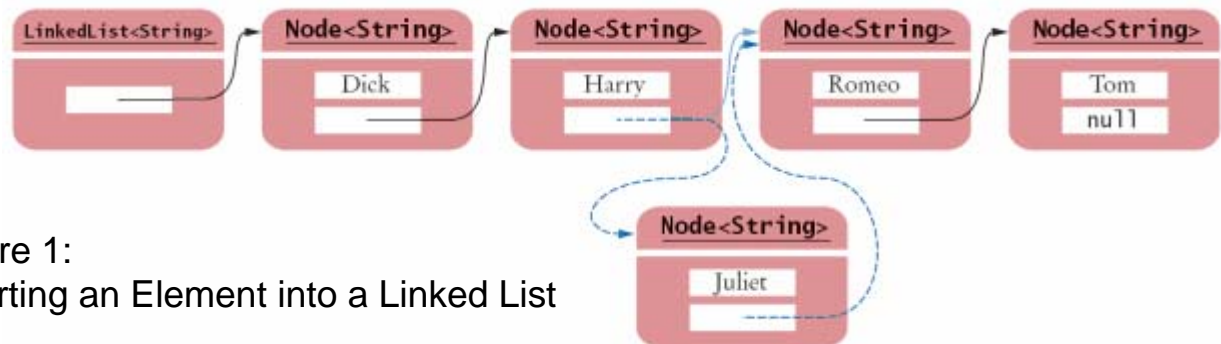 LinkedList<String>
Node<String>
Node<String>
Node<String>
Node<String>
Dick
Harry
Romeo
Tom
null
Node<String>
Juliet
re 1:
rting an Element into a Linked List